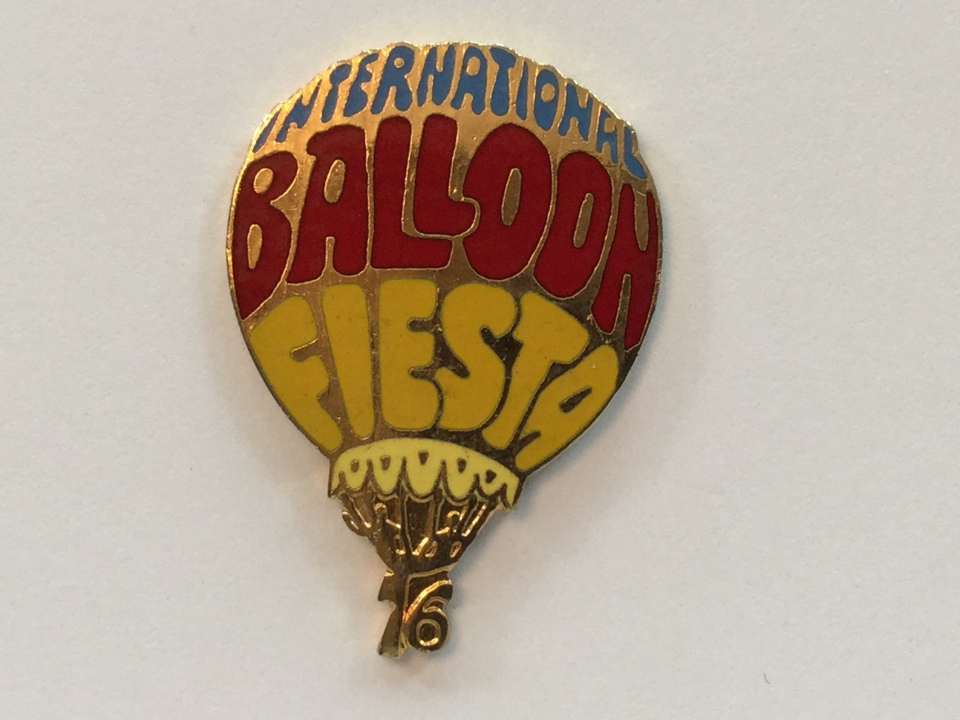 INTERNATIONAL
BALLOON
FIESTA
76